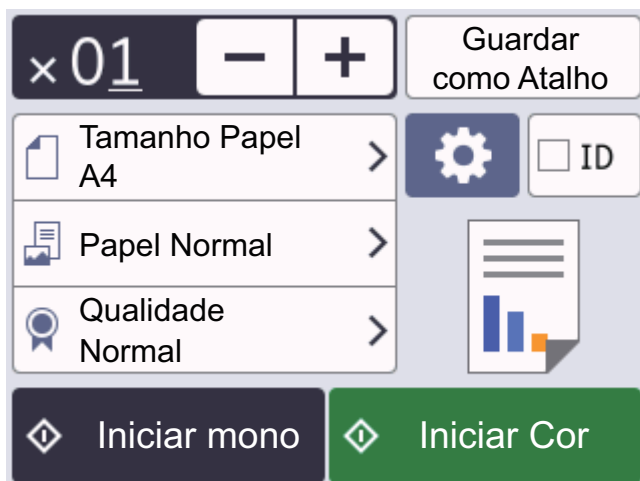 ×01 − +
Guardar
como Atalho
Tamanho Papel
A4
ID
Papel Normal
Qualidade
Normal
Iniciar mono
Iniciar Cor